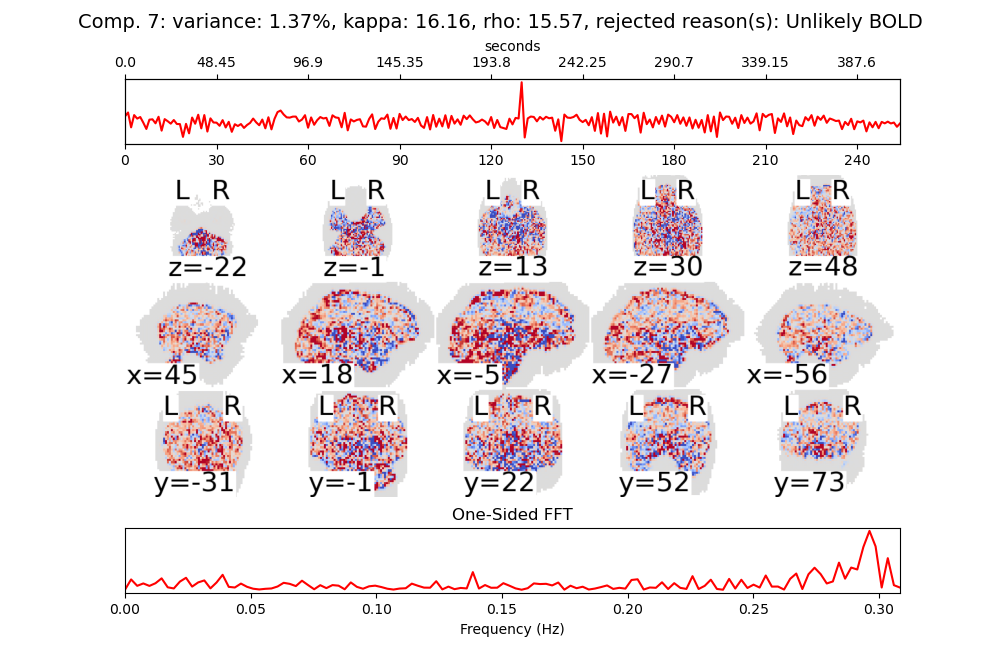 Comp. 7: variance: 1.37%, kappa: 16.16, rho: 15.57, rejected reason(s): Unlikely BOLD
seconds
0.0 48.45 96.9 145.35 193.8 242.25 290.7 339.15 387.6
0 30 60 90 120 150 180 210 240
L R L R L R L R L R
z=-22 z=-1 z=13 z=30 z=48
x=45 x=18 x=-5 x=-27 x=-56
L R L R L R L R L R
y=-31 y=-1 y=22 y=52 y=73
One-Sided FFT
0.00 0.05 0.10 0.15 0.20 0.25 0.30
Frequency (Hz)